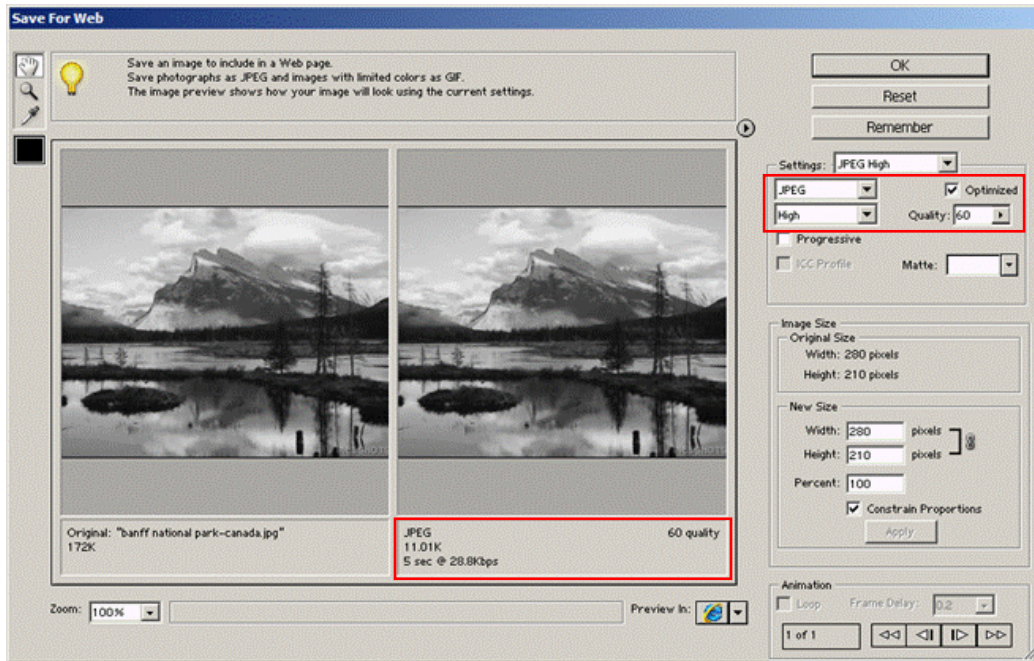 Save For Web
Save an image to include in a Web page.
Save photographs as JPEG and images with limited colors as GIF.
The image preview shows how your image will look using the current settings.
OK
Reset
Remember
Settings: JPEG High
JPEG
Optimized
High
Quality: 60
Progressive
ICC Profile
Matte:
Image Size
Original Size
Width: 280 pixels
Height: 210 pixels
New Size
Width: 280 pixels
Height: 210 pixels
Percent: 100
Constrain Proportions
Apply
Original: "banff national park-canada.jpg"
172K
JPEG
60 quality
11.01K
5 sec @ 28.8Kbps
Zoom: 100%
Preview In:
Animation
Loop
Frame Delay: 0.2
1 of 1